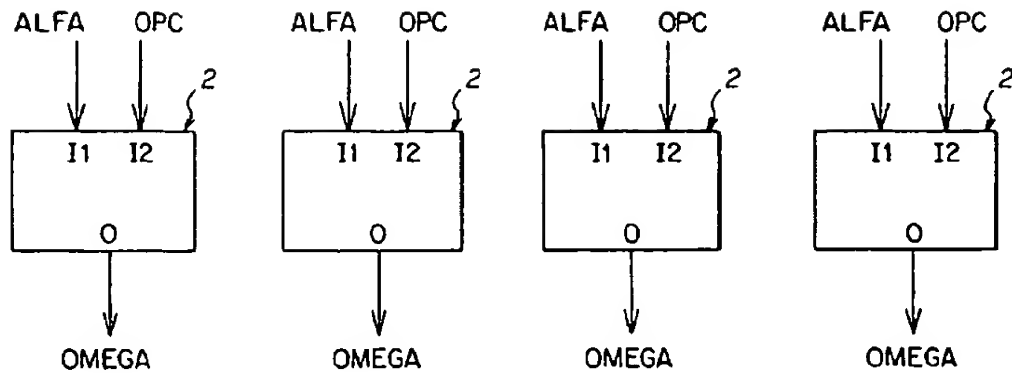 ALFA OPC ALFA OPC ALFA OPC ALFA OPC
2 2 2 2
I1 I2 I1 I2 I1 I2 I1 I2
O O O O
OMEGA OMEGA OMEGA OMEGA